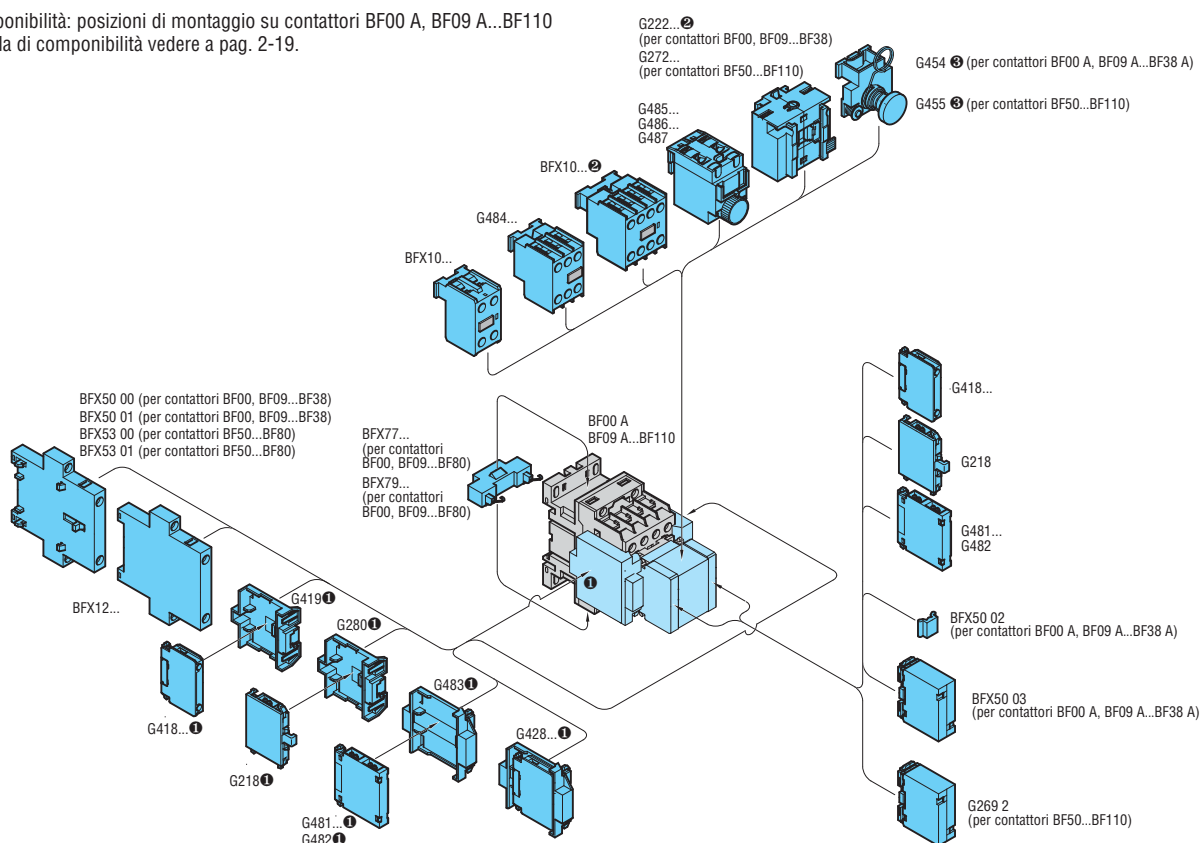 ponibilità: posizioni di montaggio su contattori BF00 A, BF09 A...BF110
la di componibilità vedere a pag. 2-19.
G222...❷
(per contattori BF00, BF09...BF38)
G272...
(per contattori BF50...BF110)
G454 ❸ (per contattori BF00 A, BF09 A...BF38 A)
G455 ❸ (per contattori BF50...BF110)
G485...
G486...
G487
BFX10...❷
G484...
BFX10...
BFX50 00 (per contattori BF00, BF09...BF38)
BFX50 01 (per contattori BF00, BF09...BF38)
BFX53 00 (per contattori BF50...BF80)
BFX53 01 (per contattori BF50...BF80)
BFX77...
(per contattori
BF00, BF09...BF80)
BFX79...
(per contattori
BF00, BF09...BF80)
BF00 A
BF09 A...BF110
❶
G418...
G218
G481...
G482
BFX50 02
(per contattori BF00 A, BF09 A...BF38 A)
BFX50 03
(per contattori BF00 A, BF09 A...BF38 A)
G269 2
(per contattori BF50...BF110)
BFX12...
G419❶
G280❶
G483❶
G428...❶
G418...❶
G218❶
G481...❶
G482❶